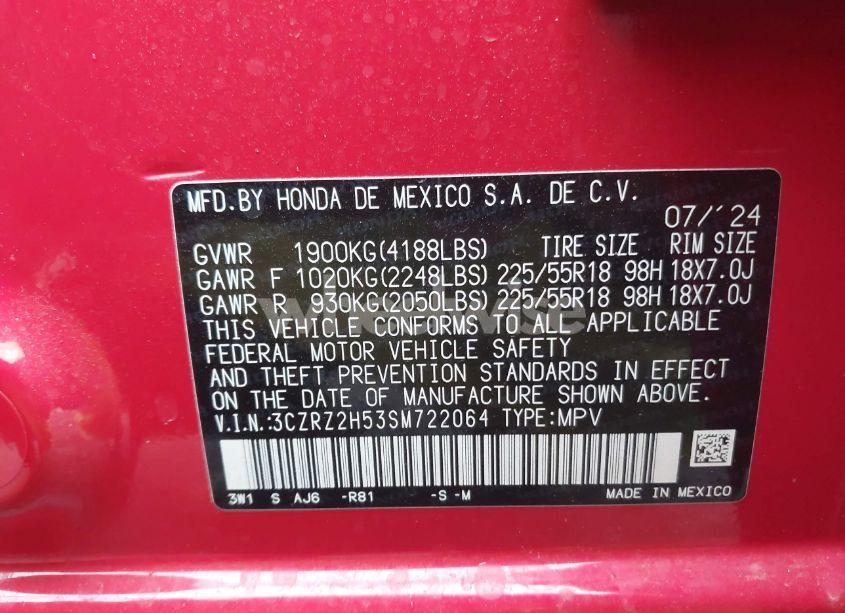 MFD.BY HONDA DE MEXICO S.A. DE C.V.
07/'24
GVWR 1900KG(4188LBS) TIRE SIZE RIM SIZE
GAWR F 1020KG(2248LBS) 225/55R18 98H 18X7.0J
GAWR R 930KG(2050LBS) 225/55R18 98H 18X7.0J
THIS VEHICLE CONFORMS TO ALL APPLICABLE
FEDERAL MOTOR VEHICLE SAFETY
AND THEFT PREVENTION STANDARDS IN EFFECT
ON THE DATE OF MANUFACTURE SHOWN ABOVE.
V.I.N.:3CZRZ2H53SM722064 TYPE:MPV
3W1 S AJ6 -R81 -S -M
MADE IN MEXICO